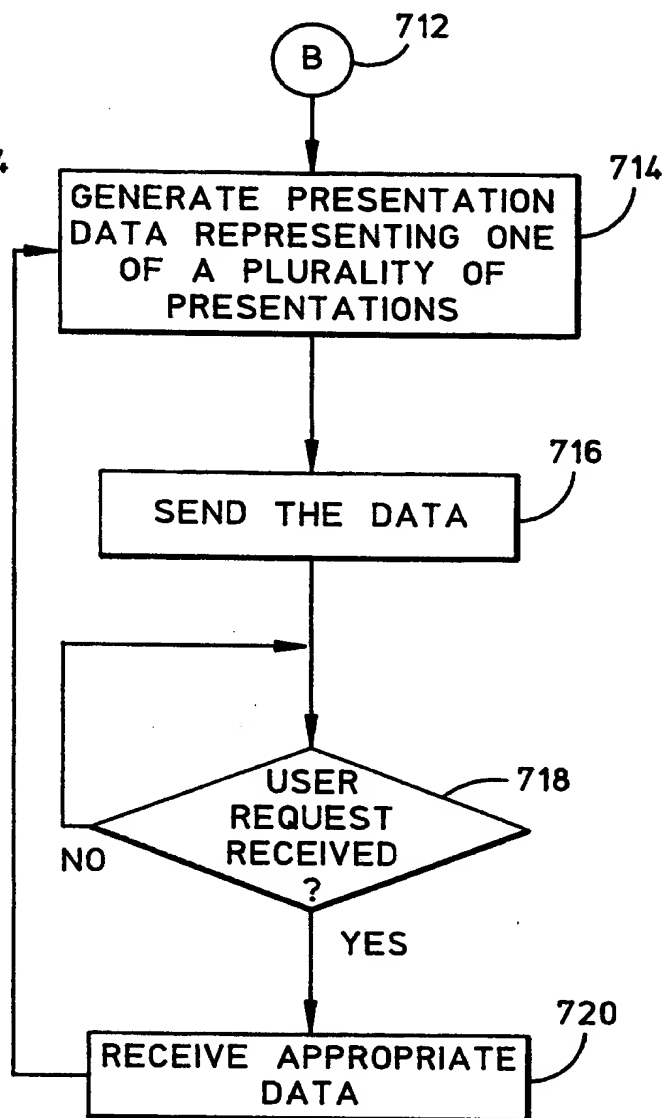 712
B
4
714
GENERATE PRESENTATION
DATA REPRESENTING ONE
OF A PLURALITY OF
PRESENTATIONS
716
SEND THE DATA
718
USER
REQUEST
RECEIVED
?
NO
YES
720
RECEIVE APPROPRIATE
DATA